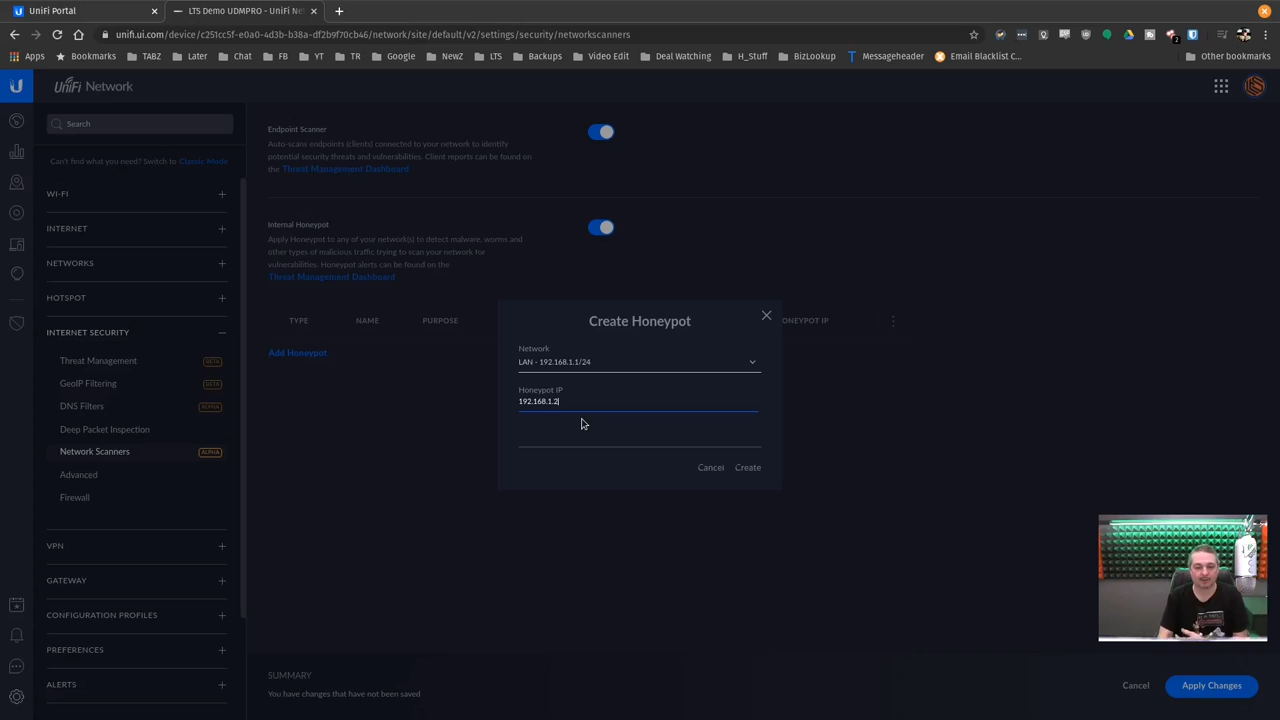 UniFi Portal
LTS Demo UDMPRO - UniFi Ne
unifi.ui.com/device/c251cc5f-e0a0-4d3b-b38a-df2b9f70cb46/network/site/default/v2/settings/security/networkscanners
Apps Bookmarks TABZ Later Chat FB YT TR Google NewZ LTS Backups Video Edit Deal Watching H_Stuff BizLookup Messageheader Email Blacklist C... Other bookmarks
UniFi Network
Search
Can't find what you need? Switch to Classic Mode
WI-FI
INTERNET
NETWORKS
HOTSPOT
INTERNET SECURITY
Threat Management BETA
GeoIP Filtering BETA
DNS Filters ALPHA
Deep Packet Inspection
Network Scanners ALPHA
Advanced
Firewall
VPN
GATEWAY
CONFIGURATION PROFILES
PREFERENCES
ALERTS
Endpoint Scanner
Auto-scans endpoints (clients) connected to your network to identify
potential security threats and vulnerabilities. Client reports can be found on
the Threat Management Dashboard
Internal Honeypot
Apply Honeypot to any of your network(s) to detect malware, worms and
other types of malicious traffic trying to scan your network for
vulnerabilities. Honeypot alerts can be found on the
Threat Management Dashboard
TYPE NAME PURPOSE ONEYPOT IP
Add Honeypot
Create Honeypot
Network
LAN - 192.168.1.1/24
Honeypot IP
192.168.1.2
Cancel Create
SUMMARY
You have changes that have not been saved
Cancel Apply Changes